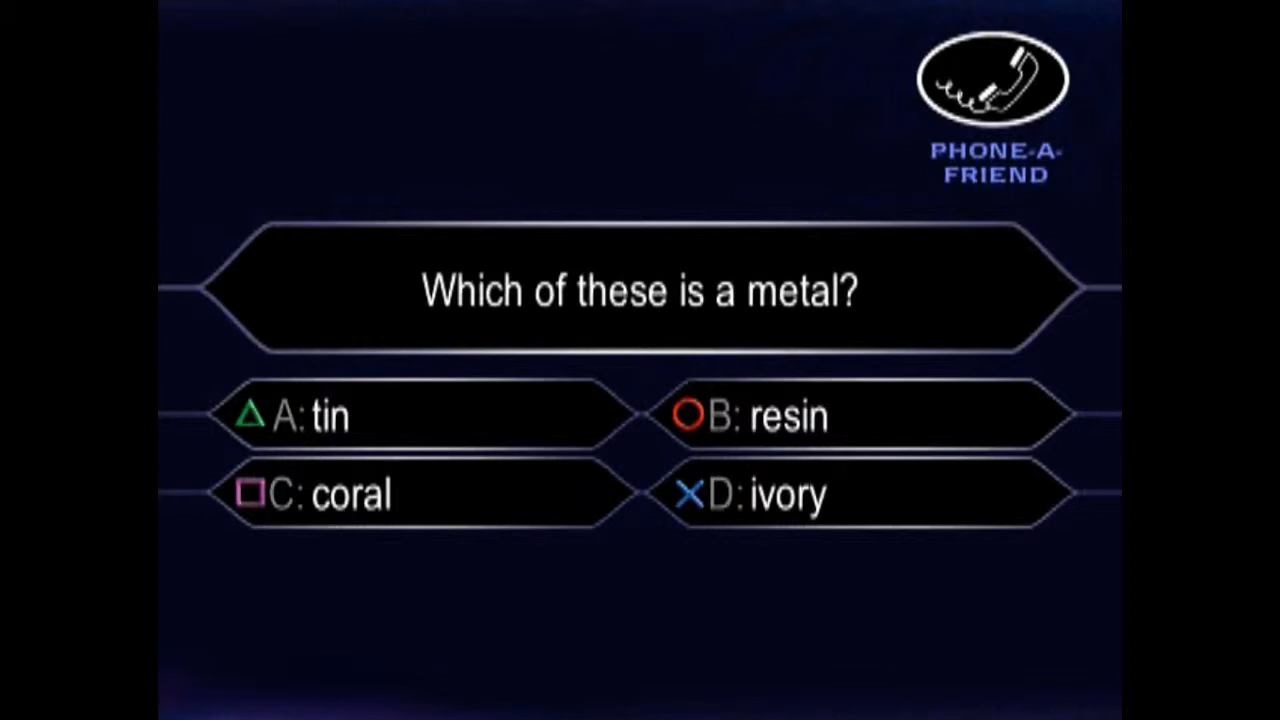 PHONE-A-
FRIEND
Which of these is a metal?
A: tin
B: resin
C: coral
D: ivory